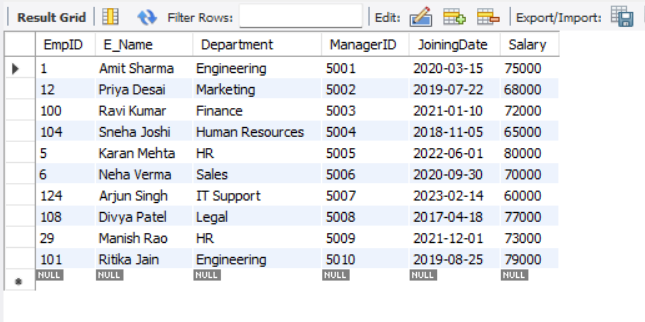 Result Grid Filter Rows: Edit: Export/Import:
EmpID E_Name Department ManagerID JoiningDate Salary
1 Amit Sharma Engineering 5001 2020-03-15 75000
12 Priya Desai Marketing 5002 2019-07-22 68000
100 Ravi Kumar Finance 5003 2021-01-10 72000
104 Sneha Joshi Human Resources 5004 2018-11-05 65000
5 Karan Mehta HR 5005 2022-06-01 80000
6 Neha Verma Sales 5006 2020-09-30 70000
124 Arjun Singh IT Support 5007 2023-02-14 60000
108 Divya Patel Legal 5008 2017-04-18 77000
29 Manish Rao HR 5009 2021-12-01 73000
101 Ritika Jain Engineering 5010 2019-08-25 79000
NULL NULL NULL NULL NULL NULL